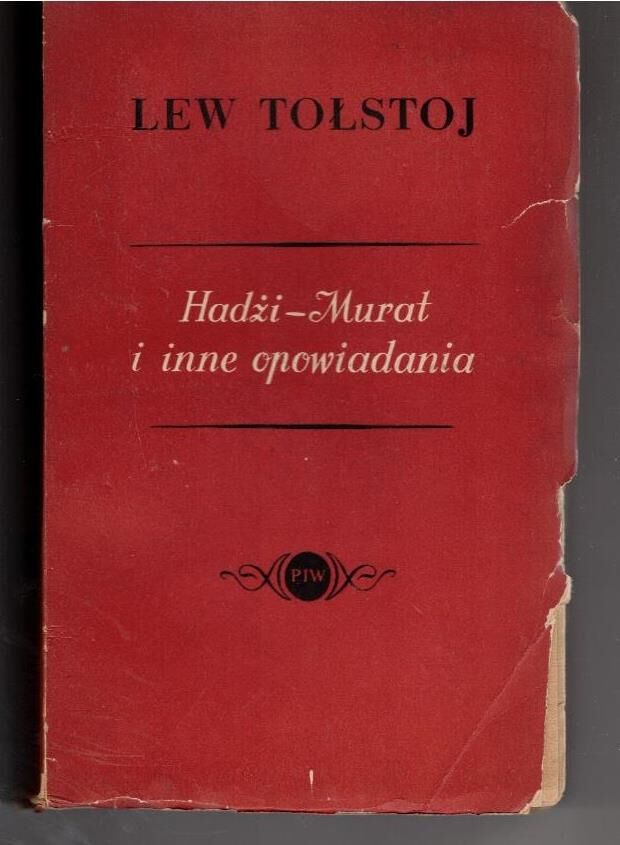 LEW TOŁSTOJ
Hadżi-Murat
i inne opowiadania
PIW